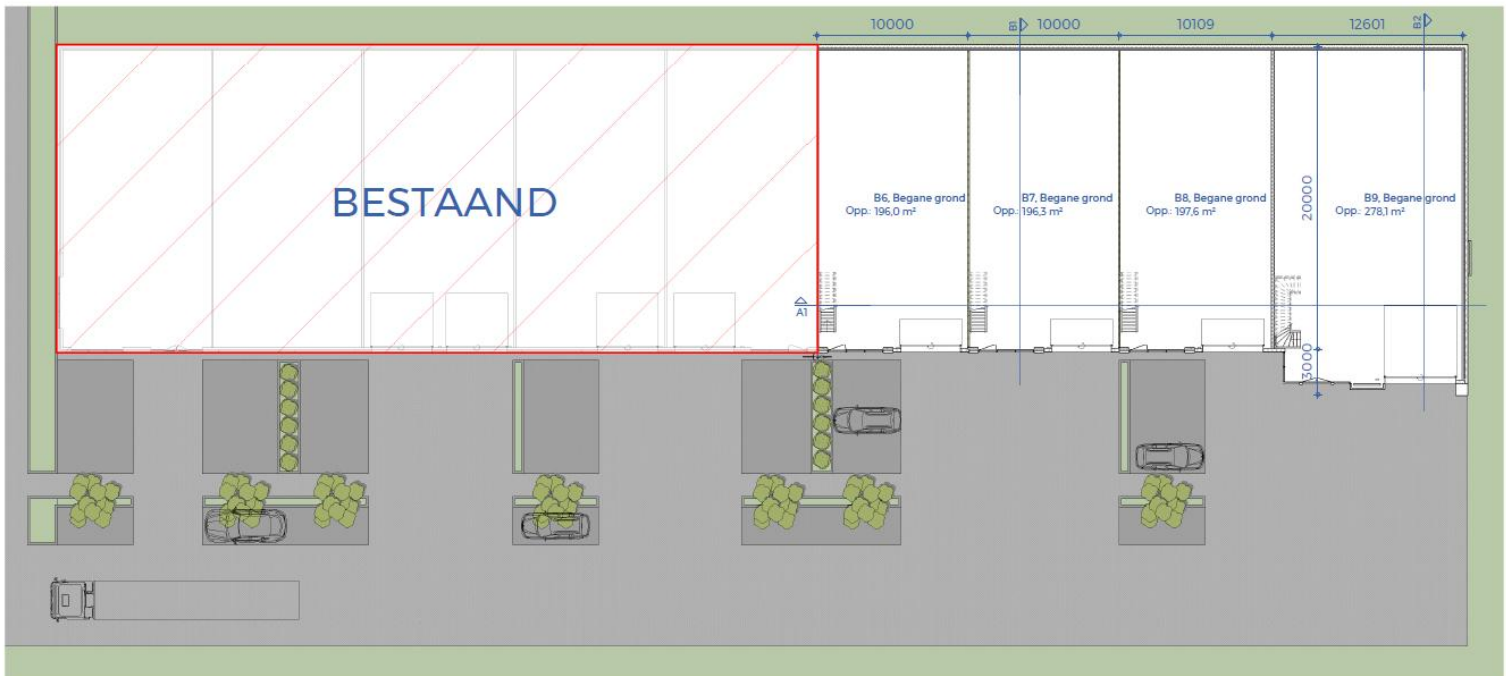 10000
B1
10000
10109
12601
B2
BESTAAND
B6, Begane grond
Opp.: 196,0 m²
B7, Begane grond
Opp.: 196,3 m²
B8, Begane grond
Opp.: 197,6 m²
B9, Begane grond
Opp.: 278,1 m²
20000
A1
3000